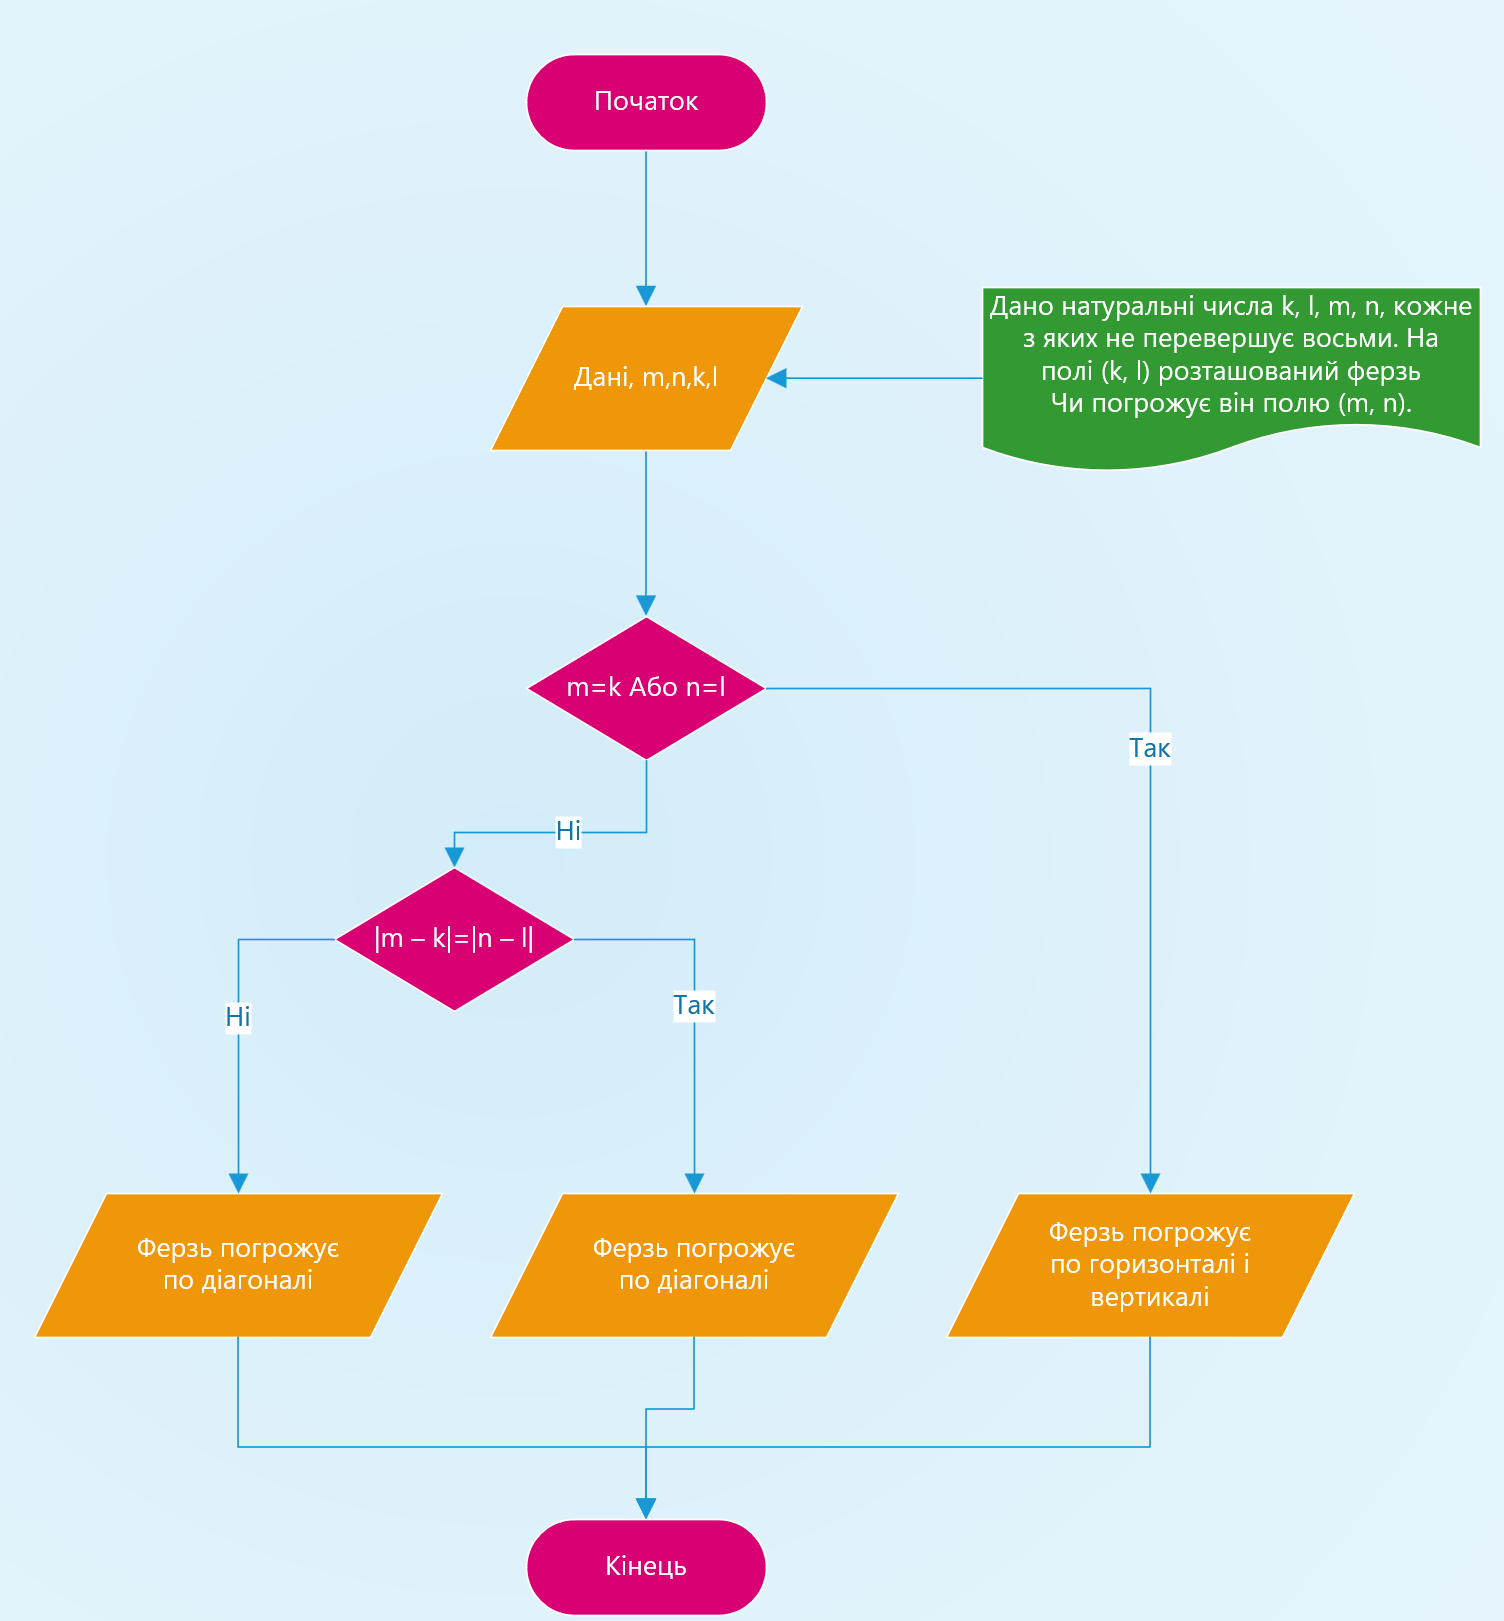 Початок
Дано натуральні числа k, l, m, n, кожне
з яких не перевершує восьми. На
полі (k, l) розташований ферзь
Чи погрожує він полю (m, n).
Дані, m,n,k,l
m=k Або n=l
Так
Ні
|m – k|=|n – l|
Ні
Так
Ферзь погрожує
по діагоналі
Ферзь погрожує
по діагоналі
Ферзь погрожує
по горизонталі і
вертикалі
Кінець